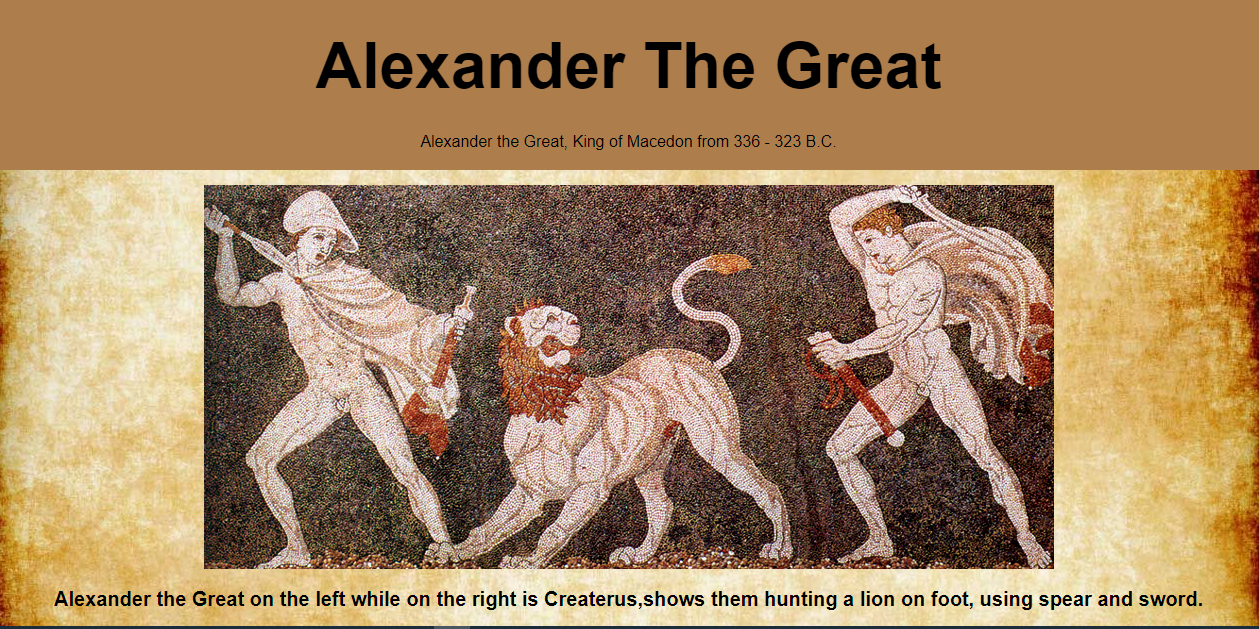 Alexander The Great
Alexander the Great, King of Macedon from 336 - 323 B.C.
Alexander the Great on the left while on the right is Createrus,shows them hunting a lion on foot, using spear and sword.